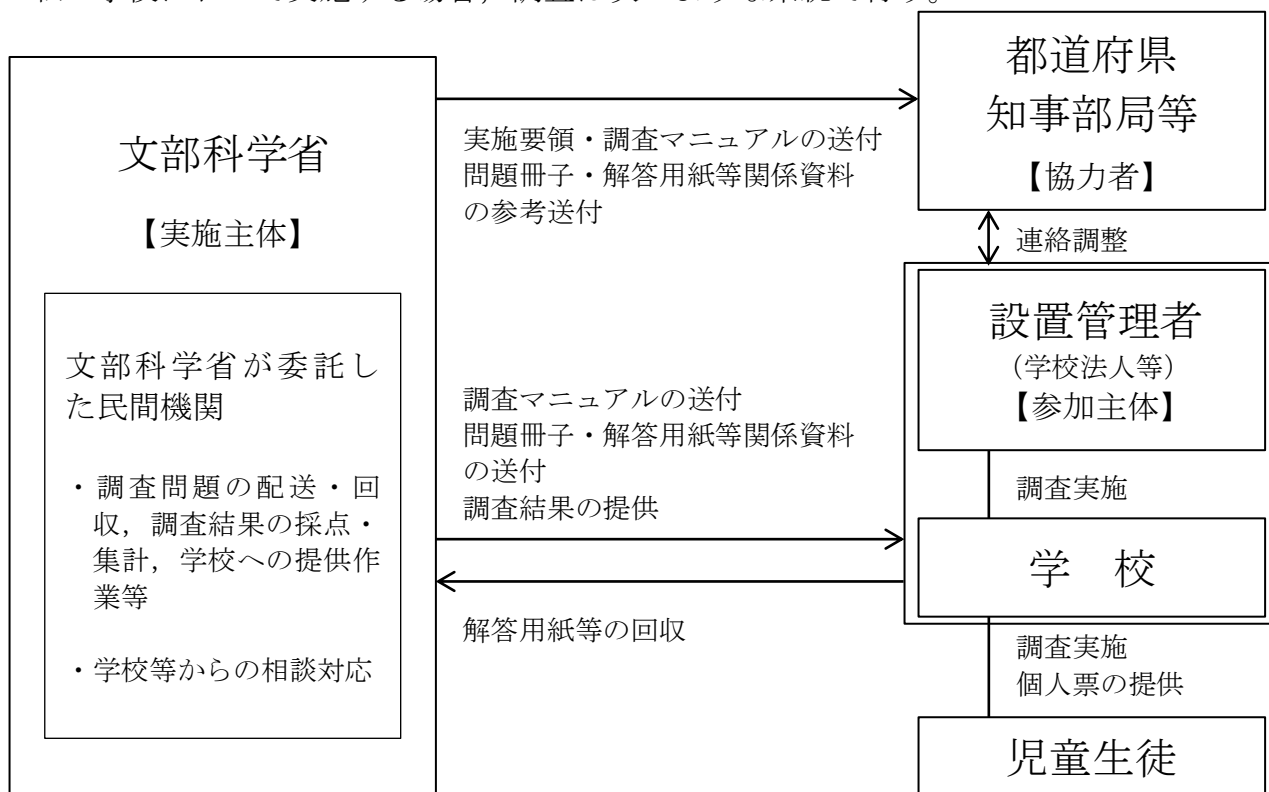 文部科学省
【実施主体】
文部科学省が委託し
た民間機関
・調査問題の配送・回
収，調査結果の採点・
集計，学校への提供作
業等
・学校等からの相談対応
実施要領・調査マニュアルの送付
問題冊子・解答用紙等関係資料
の参考送付
調査マニュアルの送付
問題冊子・解答用紙等関係資料
の送付
調査結果の提供
解答用紙等の回収
都道府県
知事部局等
【協力者】
連絡調整
設置管理者
（学校法人等）
【参加主体】
調査実施
学　校
調査実施
個人票の提供
児童生徒